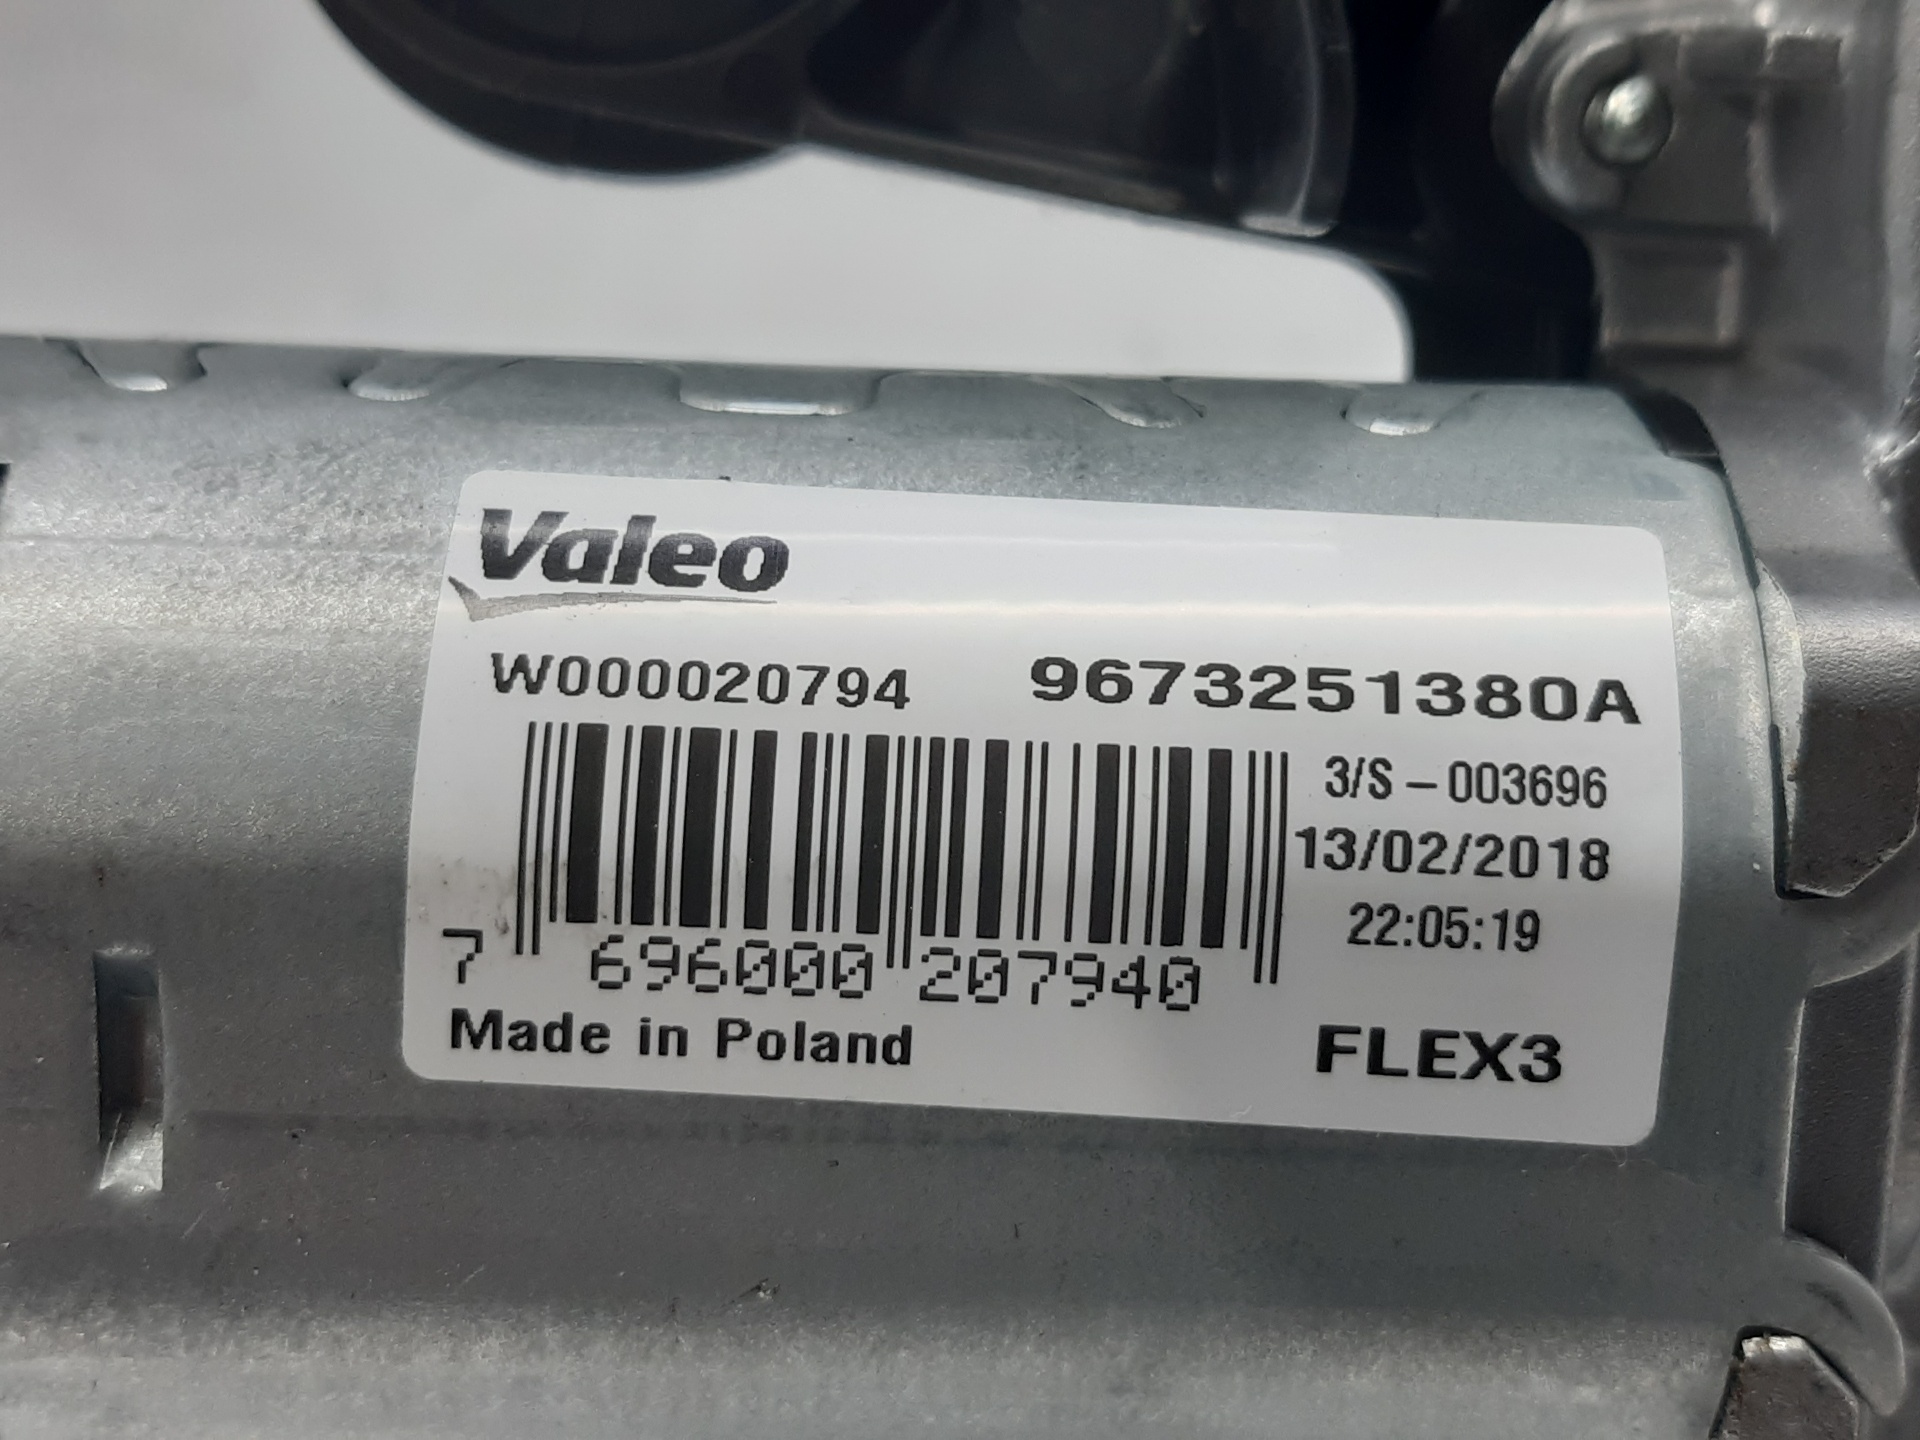 Valeo
W000020794 9673251380A
3/S - 003696
13/02/2018
22:05:19
7 696000 207940
Made in Poland FLEX3